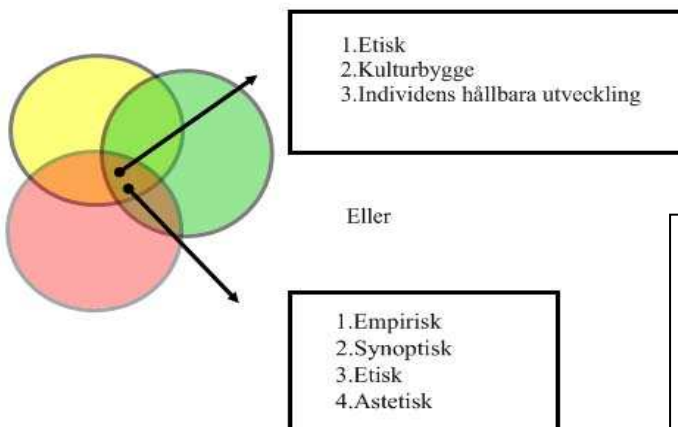 1.Etisk
2.Kulturbygge
3.Individens hållbara utveckling
Eller
1.Empirisk
2.Synoptisk
3.Etisk
4.Astetisk